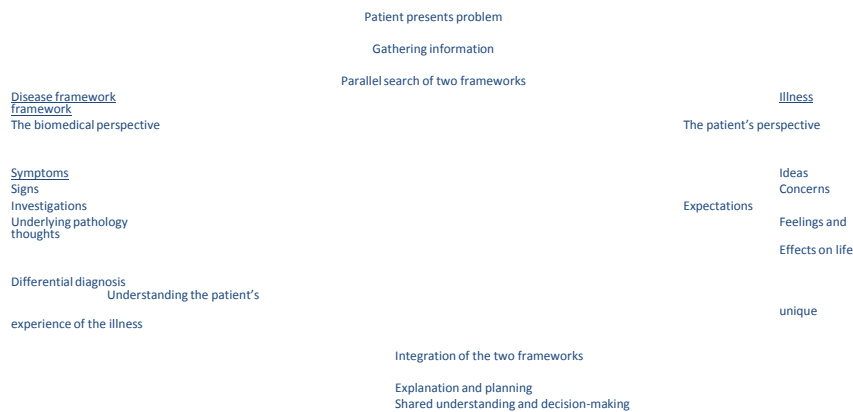 Patient presents problem
Gathering information
Parallel search of two frameworks
Disease framework Illness
framework
The biomedical perspective The patient’s perspective
Symptoms Ideas
Signs Concerns
Investigations Expectations
Underlying pathology Feelings and
thoughts
Effects on life
Differential diagnosis
Understanding the patient’s
unique
experience of the illness
Integration of the two frameworks
Explanation and planning
Shared understanding and decision-making